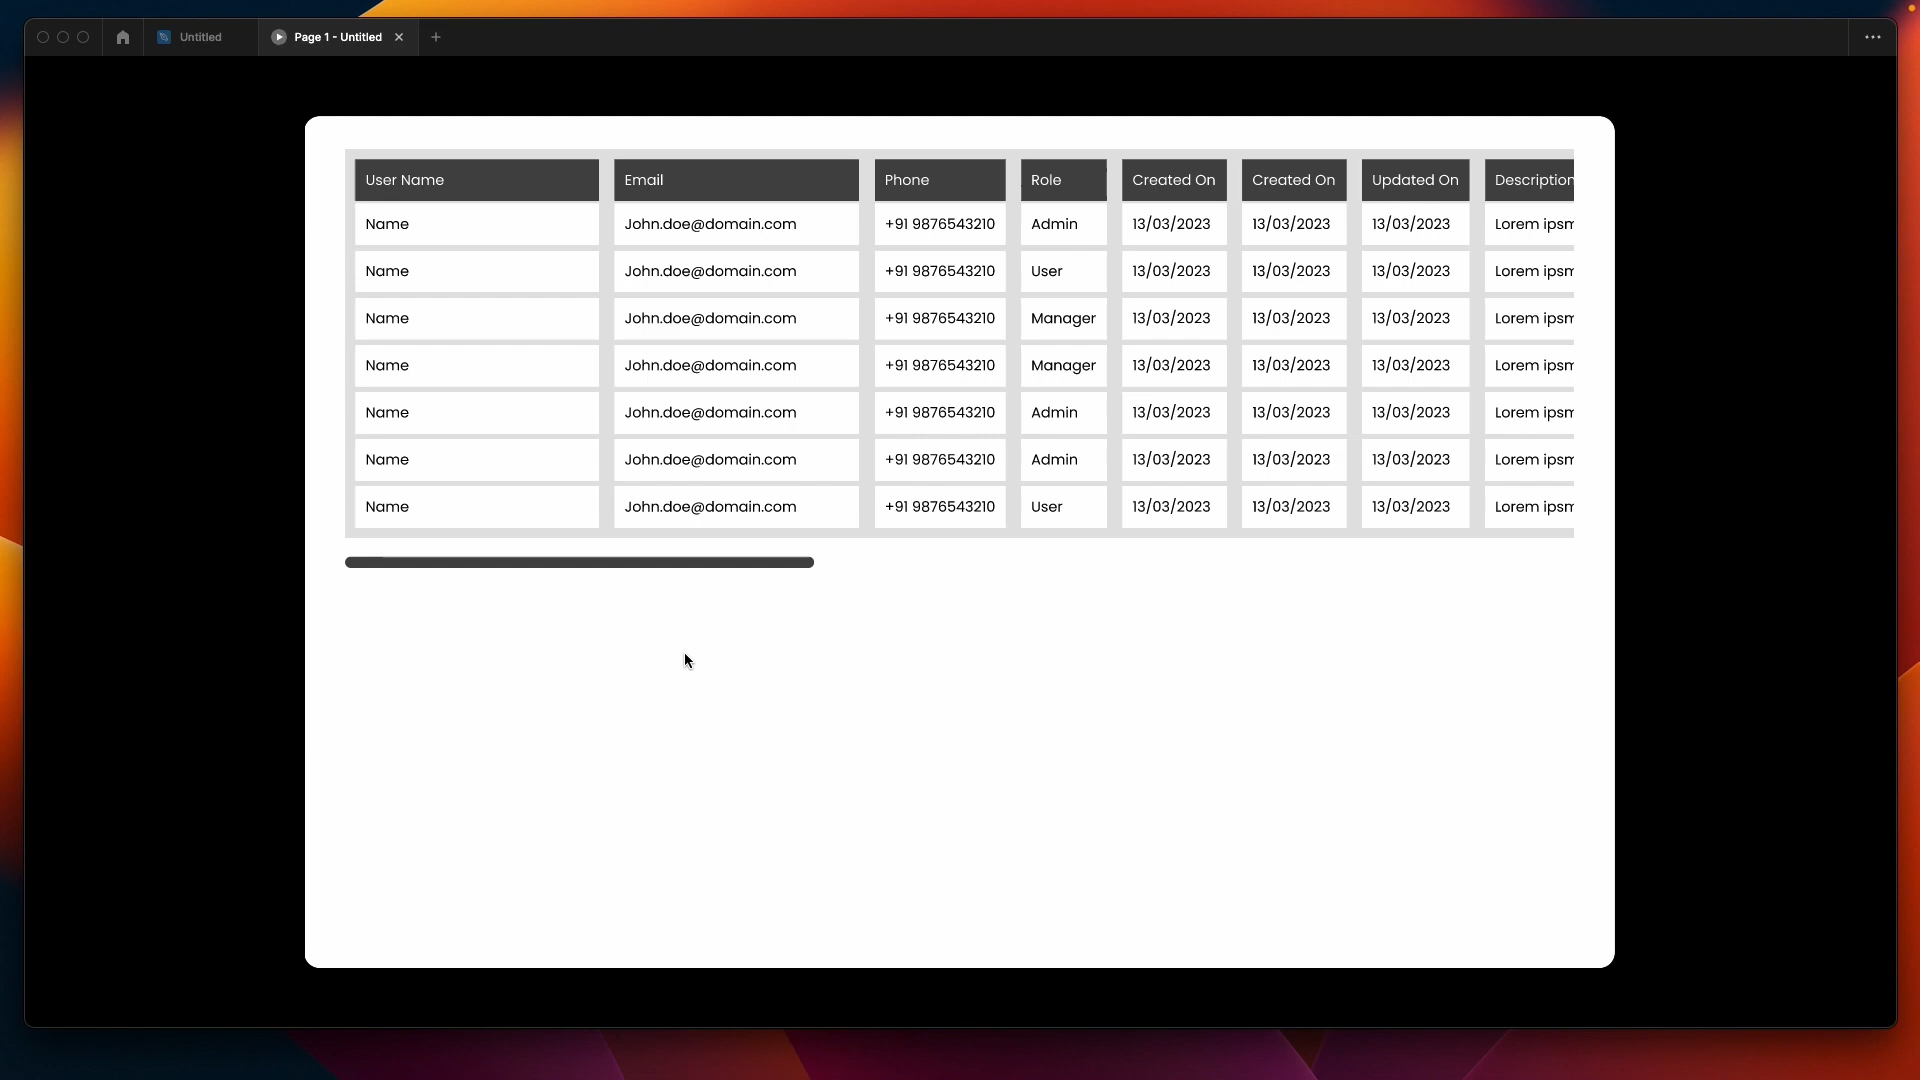 Untitled
Page 1 - Untitled
User Name Email Phone Role Created On Created On Updated On Description
Name John.doe@domain.com +91 9876543210 Admin 13/03/2023 13/03/2023 13/03/2023 Lorem ipsm
Name John.doe@domain.com +91 9876543210 User 13/03/2023 13/03/2023 13/03/2023 Lorem ipsm
Name John.doe@domain.com +91 9876543210 Manager 13/03/2023 13/03/2023 13/03/2023 Lorem ipsm
Name John.doe@domain.com +91 9876543210 Manager 13/03/2023 13/03/2023 13/03/2023 Lorem ipsm
Name John.doe@domain.com +91 9876543210 Admin 13/03/2023 13/03/2023 13/03/2023 Lorem ipsm
Name John.doe@domain.com +91 9876543210 Admin 13/03/2023 13/03/2023 13/03/2023 Lorem ipsm
Name John.doe@domain.com +91 9876543210 User 13/03/2023 13/03/2023 13/03/2023 Lorem ipsm